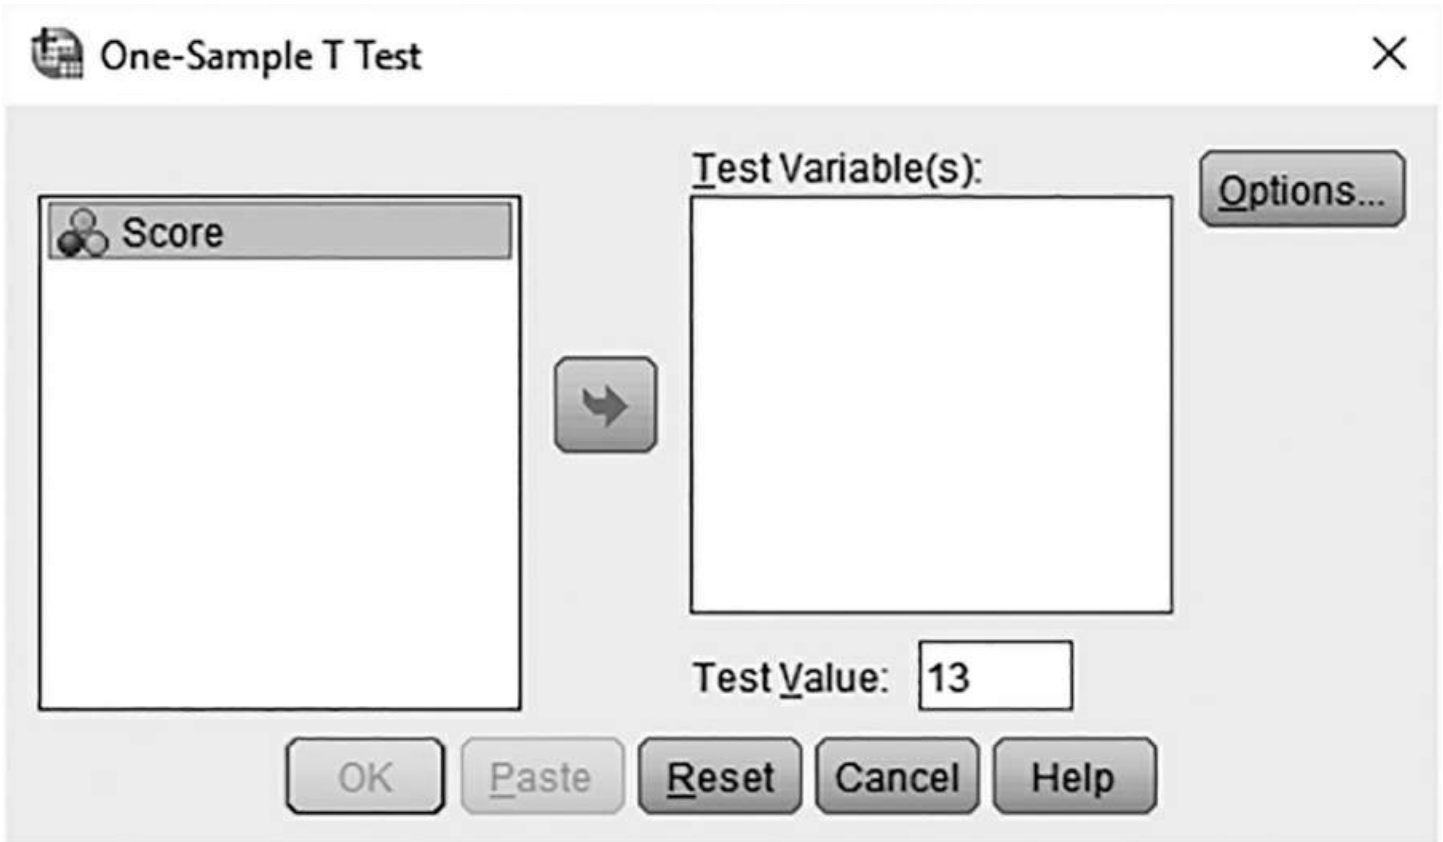 One-Sample T Test
Test Variable(s):
Options...
Score
Test Value: 13
OK Paste Reset Cancel Help